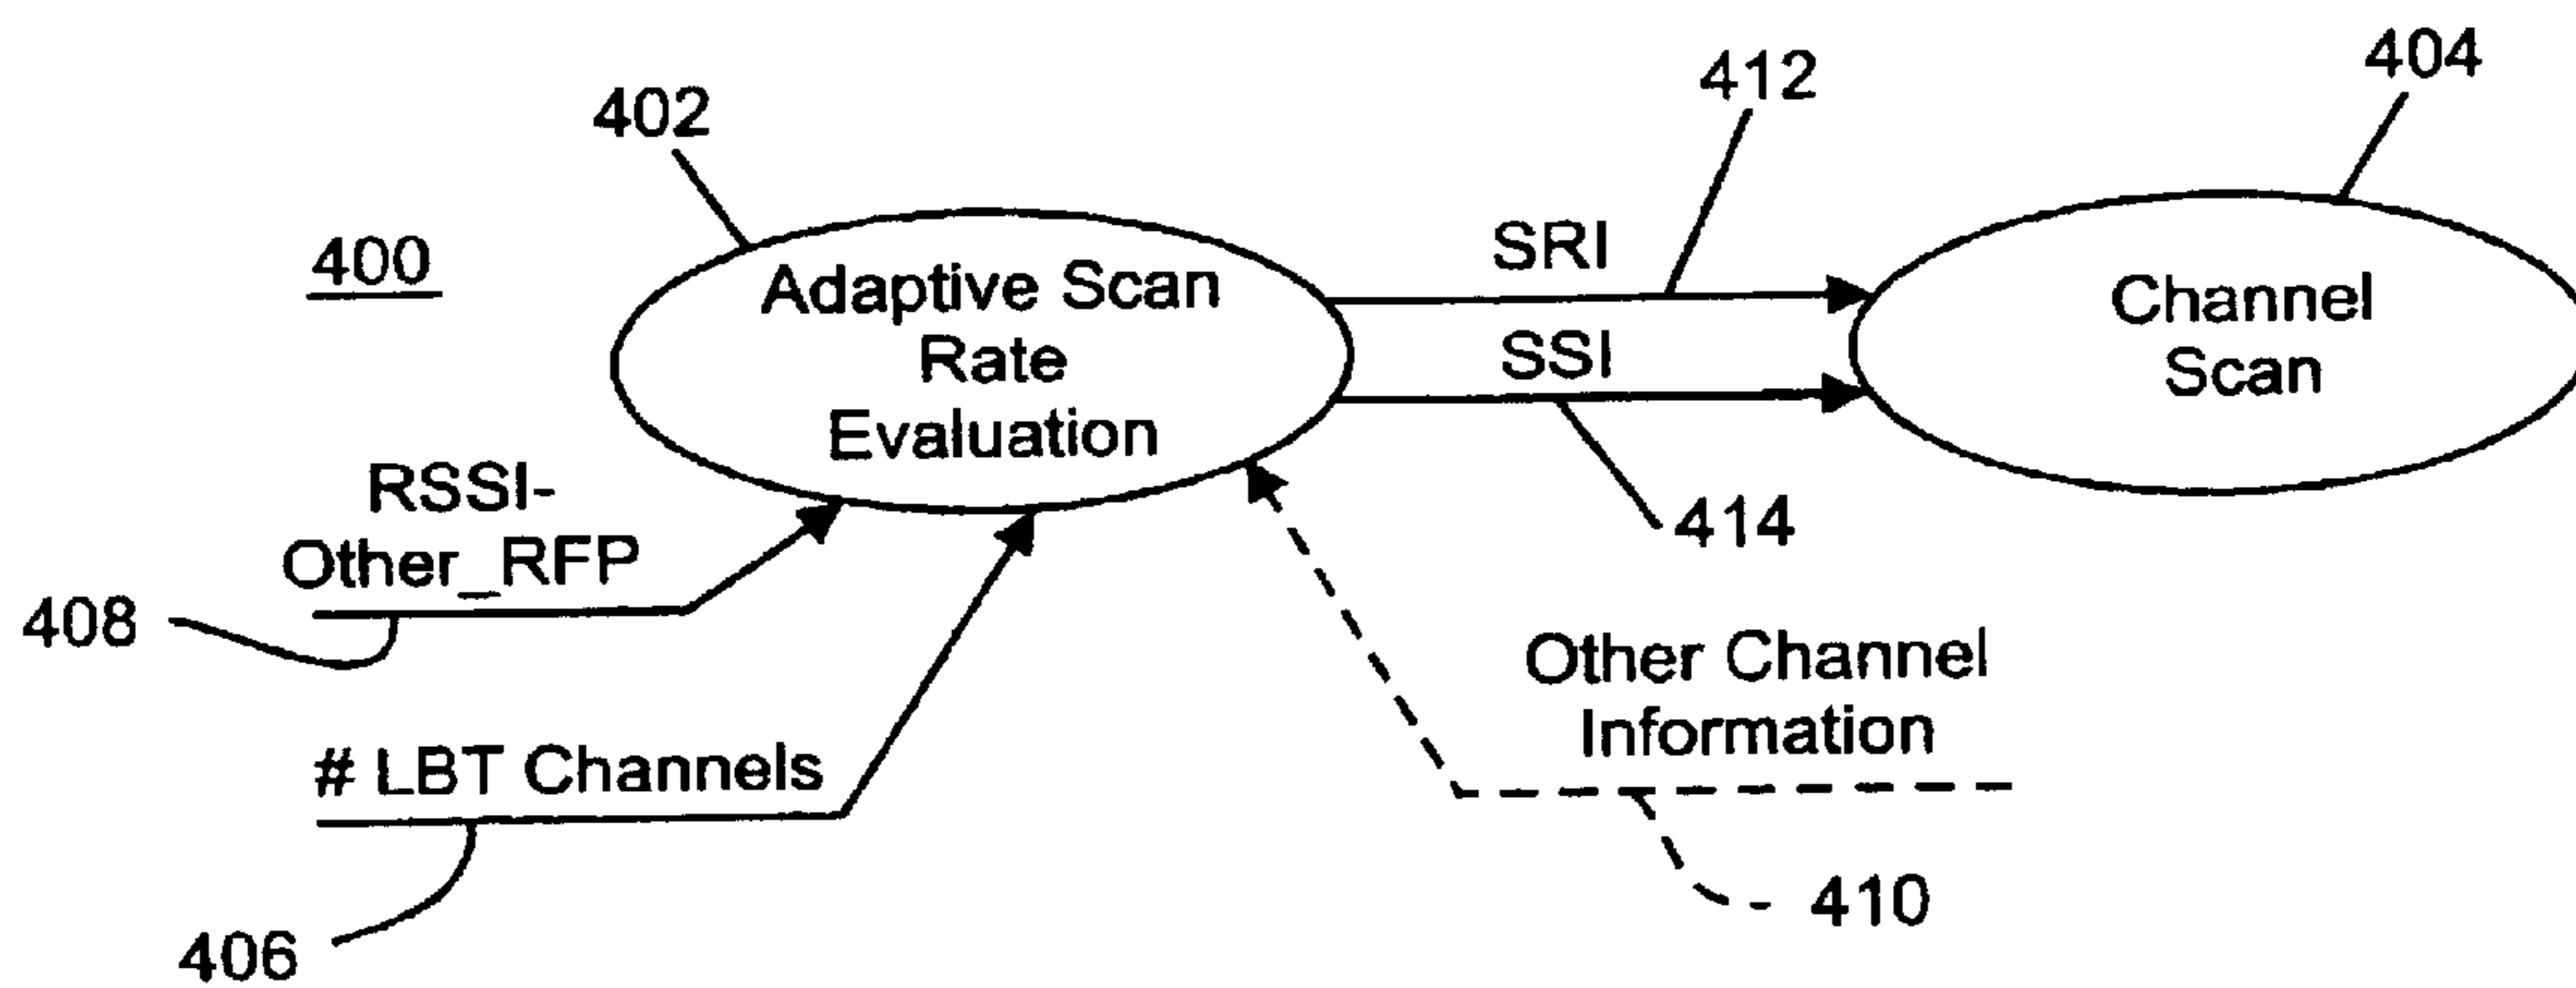 404
412
402
400
SRI
Adaptive Scan
Rate
Evaluation
Channel
Scan
SSI
RSSI-
Other_RFP
414
408
Other Channel
Information
# LBT Channels
410
406